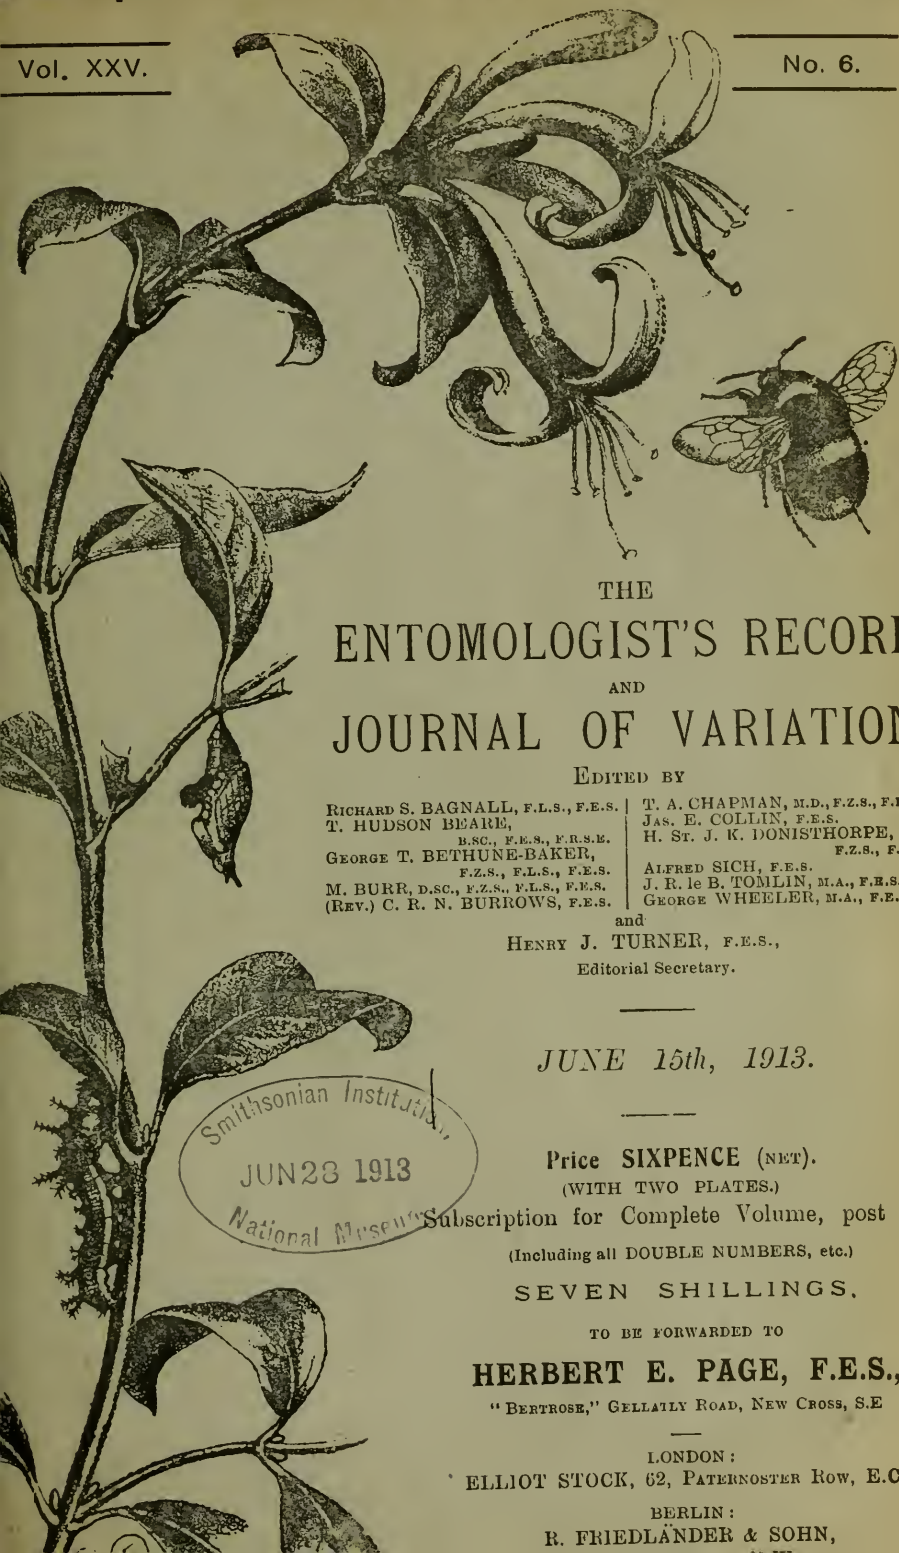 Vol. XXV.
No. 6.
THE
ENTOMOLOGIST'S RECOR
AND
JOURNAL OF VARIATION
EDITED BY
RICHARD S. BAGNALL, F.L.S., F.E.S.
T. HUDSON BEARE,
B.SC., F.E.S., F.R.S.E.
GEORGE T. BETHUNE-BAKER,
F.Z.S., F.L.S., F.E.S.
M. BURR, D.SC., F.Z.S., F.L.S., F.E.S.
(REV.) C. R. N. BURROWS, F.E.S.
T. A. CHAPMAN, M.D., F.Z.S., F.
JAS. E. COLLIN, F.E.S.
H. ST. J. K. DONISTHORPE,
F.Z.S., F.
ALFRED SICH, F.E.S.
J. R. le B. TOMLIN, M.A., F.E.S.
GEORGE WHEELER, M.A., F.E.
and
HENRY J. TURNER, F.E.S.,
Editorial Secretary.
JUNE 15th, 1913.
Smithsonian Institution,
JUN 28 1913
National Museum
Price SIXPENCE (NET).
(WITH TWO PLATES.)
Subscription for Complete Volume, post
(Including all DOUBLE NUMBERS, etc.)
SEVEN SHILLINGS,
TO BE FORWARDED TO
HERBERT E. PAGE, F.E.S.,
"BERTROSE," GELLATLY ROAD, NEW CROSS, S.E
LONDON:
ELLIOT STOCK, 62, PATERNOSTER ROW, E.C
BERLIN:
R. FRIEDLÄNDER & SOHN,